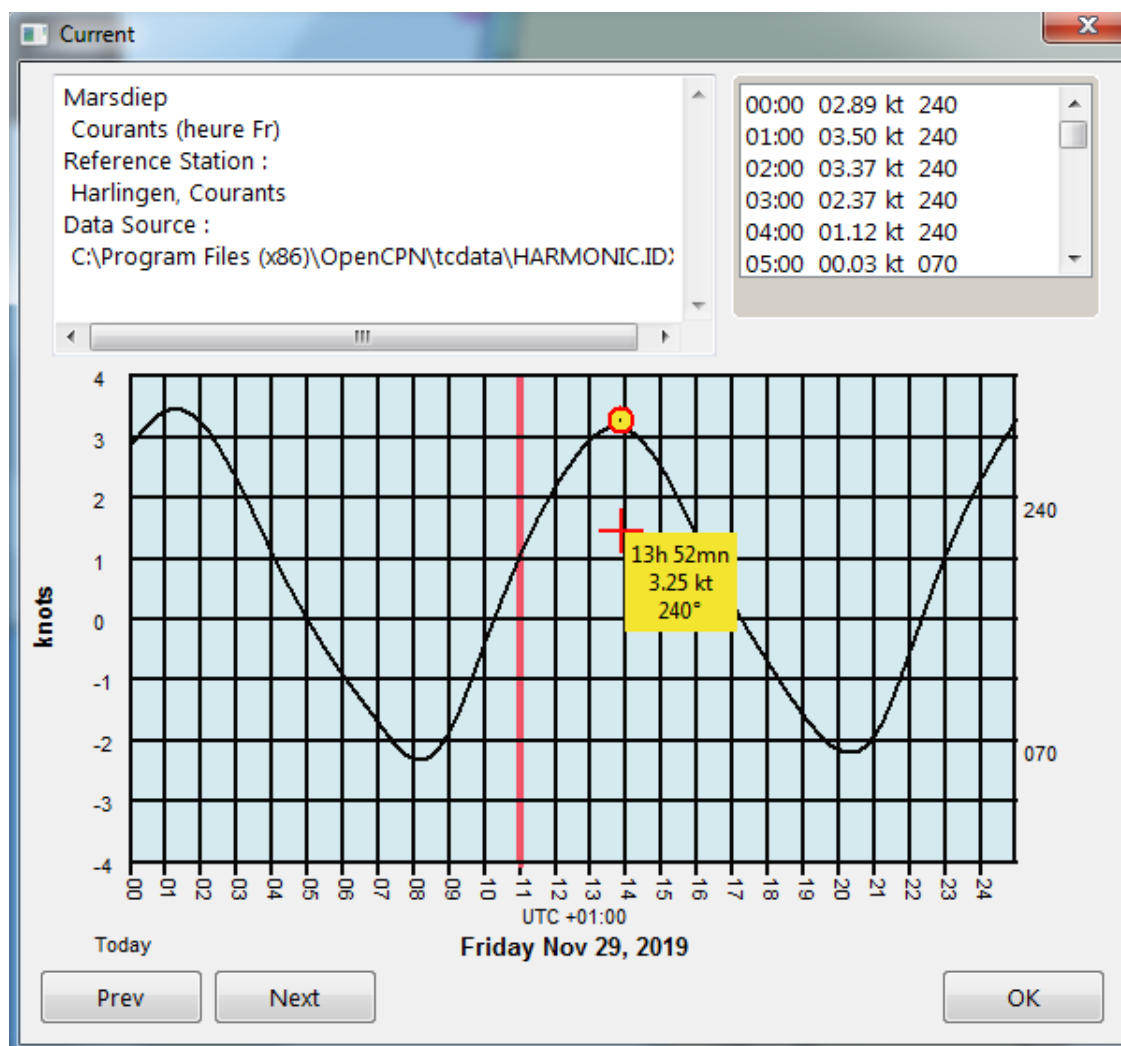 Current
Marsdiep
Courants (heure Fr)
Reference Station :
Harlingen, Courants
Data Source :
C:\Program Files (x86)\OpenCPN\tcdata\HARMONIC.ID
00:00 02.89 kt 240
01:00 03.50 kt 240
02:00 03.37 kt 240
03:00 02.37 kt 240
04:00 01.12 kt 240
05:00 00.03 kt 070
4
3
2
1
0
-1
-2
-3
-4
knots
240
070
13h 52mn
3.25 kt
240°
00 01 02 03 04 05 06 07 08 09 10 11 12 13 14 15 16 17 18 19 20 21 22 23 24
UTC +01:00
Today
Friday Nov 29, 2019
Prev
Next
OK